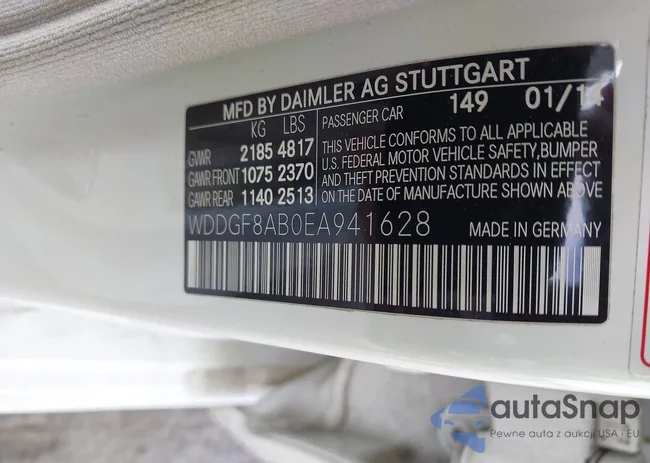 MFD BY DAIMLER AG STUTTGART
KG LBS PASSENGER CAR 149 01/14
GVWR 2185 4817
GAWR FRONT 1075 2370
GAWR REAR 1140 2513
THIS VEHICLE CONFORMS TO ALL APPLICABLE
U.S. FEDERAL MOTOR VEHICLE SAFETY, BUMPER
AND THEFT PREVENTION STANDARDS IN EFFECT
ON THE DATE OF MANUFACTURE SHOWN ABOVE
WDDGF8AB0EA941628 MADE IN GERMANY
autaSnap
Pewne auta z aukcji USA i EU